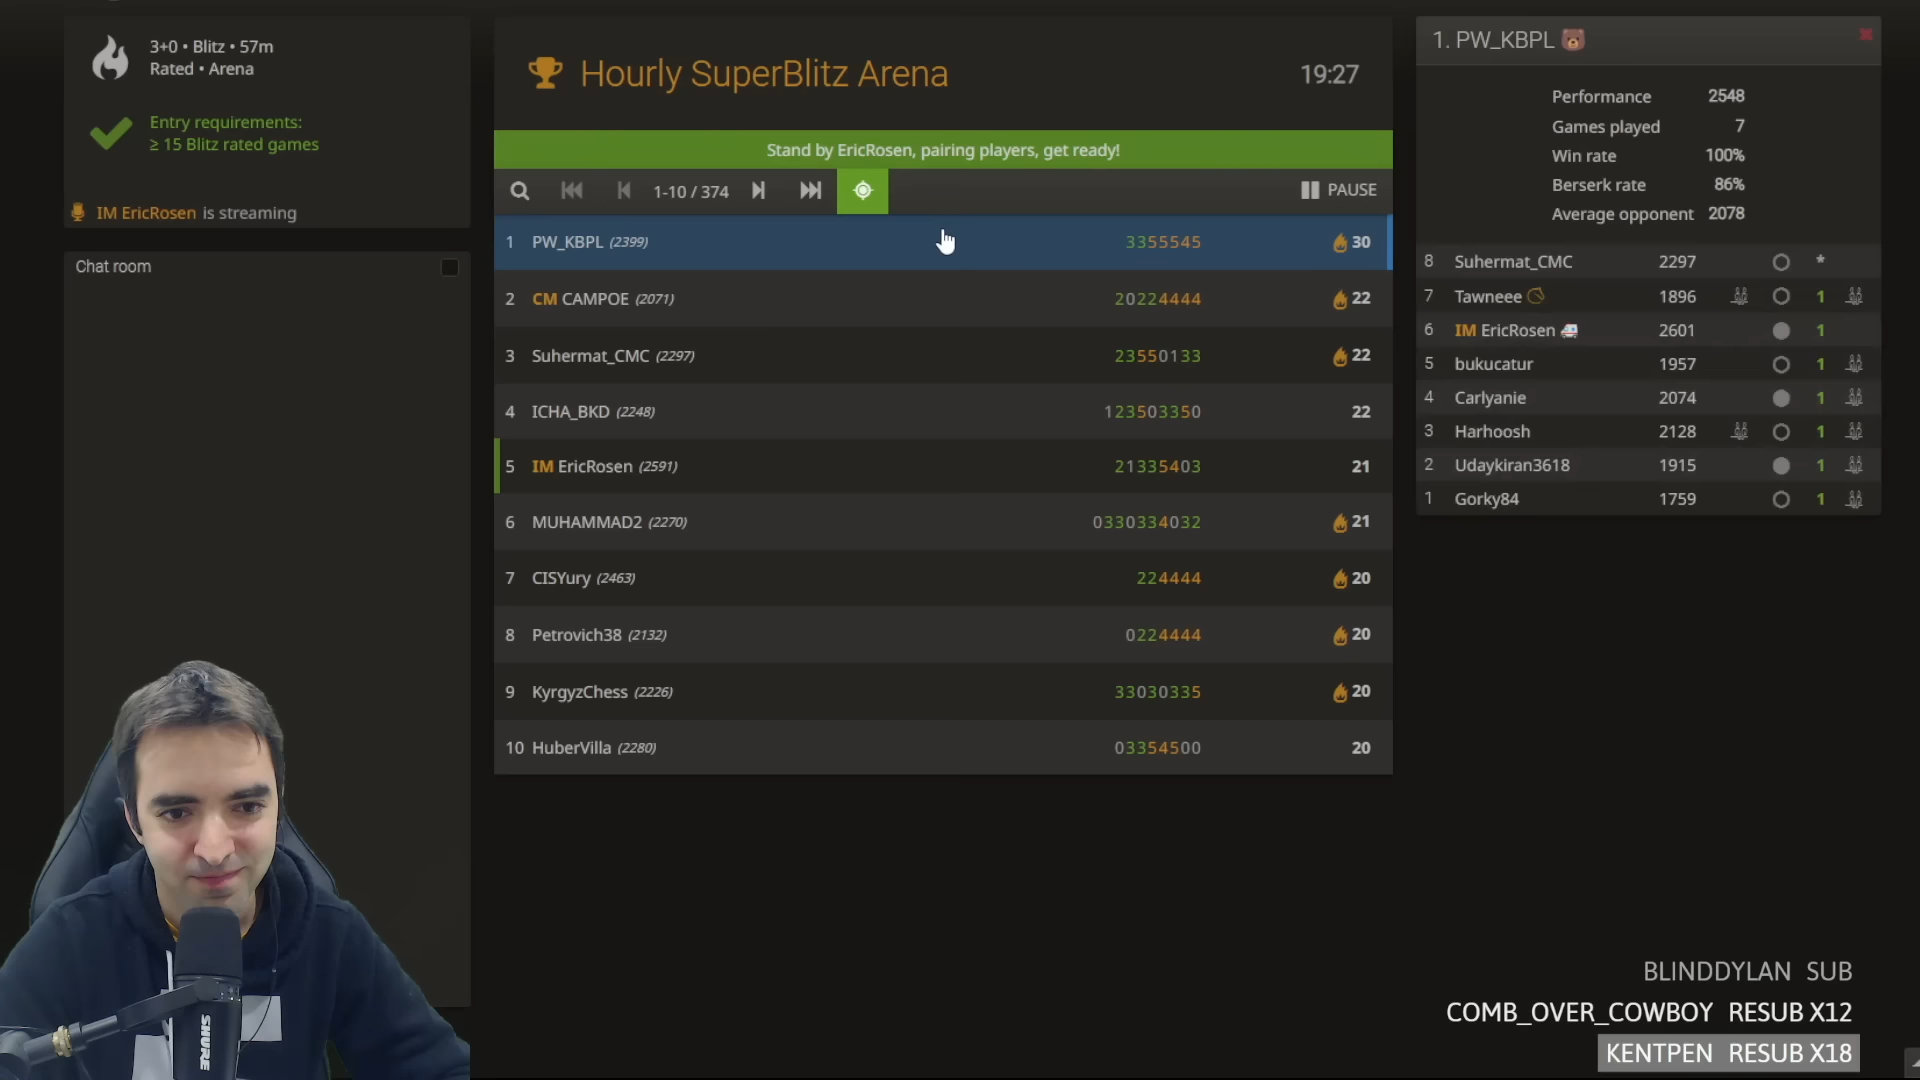 3+0 • Blitz • 57m
Rated • Arena
Entry requirements:
≥ 15 Blitz rated games
IM EricRosen is streaming
Chat room
Hourly SuperBlitz Arena 19:27
Stand by EricRosen, pairing players, get ready!
1-10 / 374 PAUSE
1 PW_KBPL (2399) 3355545 30
2 CM CAMPOE (2071) 20224444 22
3 Suhermat_CMC (2297) 23550133 22
4 ICHA_BKD (2248) 123503350 22
5 IM EricRosen (2591) 21335403 21
6 MUHAMMAD2 (2270) 0330334032 21
7 CISYury (2463) 224444 20
8 Petrovich38 (2132) 0224444 20
9 KyrgyzChess (2226) 33030335 20
10 HuberVilla (2280) 03354500 20
1. PW_KBPL
Performance 2548
Games played 7
Win rate 100%
Berserk rate 86%
Average opponent 2078
8 Suhermat_CMC 2297 *
7 Tawneee 1896 1
6 IM EricRosen 2601 1
5 bukucatur 1957 1
4 Carlyanie 2074 1
3 Harhoosh 2128 1
2 Udaykiran3618 1915 1
1 Gorky84 1759 1
SHURE
BLINDDYLAN SUB
COMB_OVER_COWBOY RESUB X12
KENTPEN RESUB X18